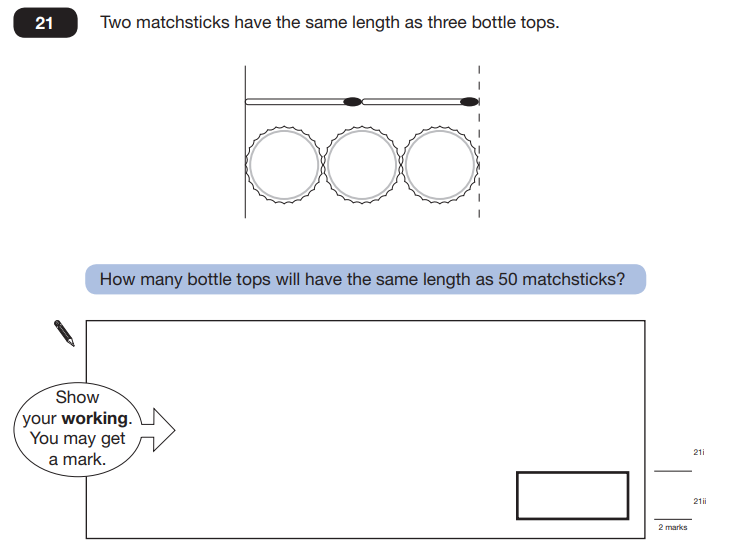 21
Two matchsticks have the same length as three bottle tops.
How many bottle tops will have the same length as 50 matchsticks?
Show
your working.
You may get
a mark.
21i
21ii
2 marks